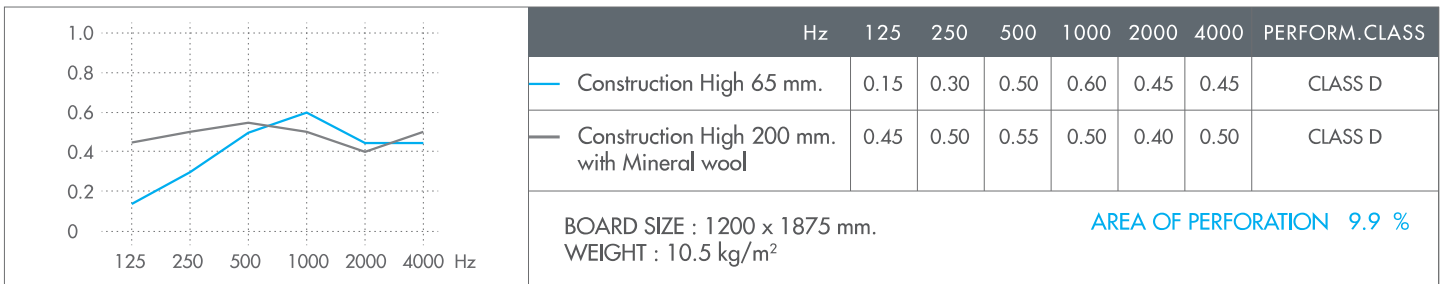 1.0
0.8
0.6
0.4
0.2
0
125 250 500 1000 2000 4000 Hz
Hz 125 250 500 1000 2000 4000 PERFORM.CLASS
Construction High 65 mm. 0.15 0.30 0.50 0.60 0.45 0.45 CLASS D
Construction High 200 mm. 0.45 0.50 0.55 0.50 0.40 0.50 CLASS D
with Mineral wool
BOARD SIZE : 1200 x 1875 mm.
WEIGHT : 10.5 kg/m²
AREA OF PERFORATION 9.9 %